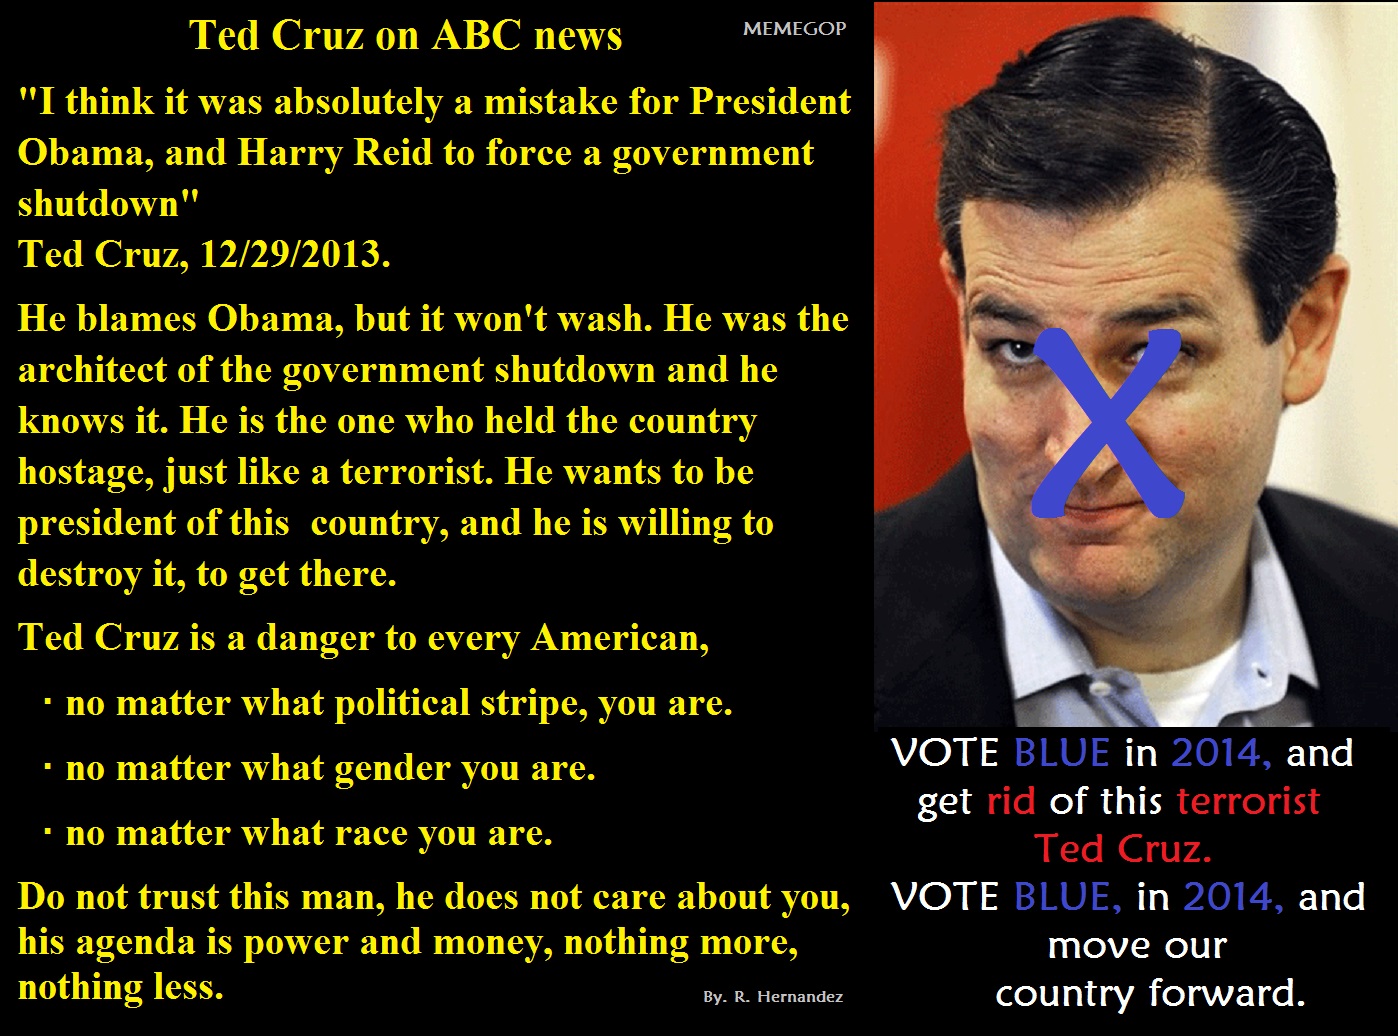 Ted Cruz on ABC news
MEMEGOP
"I think it was absolutely a mistake for President
Obama, and Harry Reid to force a government
shutdown"
Ted Cruz, 12/29/2013.
He blames Obama, but it won't wash. He was the
architect of the government shutdown and he
knows it. He is the one who held the country
hostage, just like a terrorist. He wants to be
president of this  country, and he is willing to
destroy it, to get there.
Ted Cruz is a danger to every American,
· no matter what political stripe, you are.
· no matter what gender you are.
· no matter what race you are.
Do not trust this man, he does not care about you,
his agenda is power and money, nothing more,
nothing less.
By. R. Hernandez
X
VOTE BLUE in 2014, and
get rid of this terrorist
Ted Cruz.
VOTE BLUE, in 2014, and
move our
country forward.